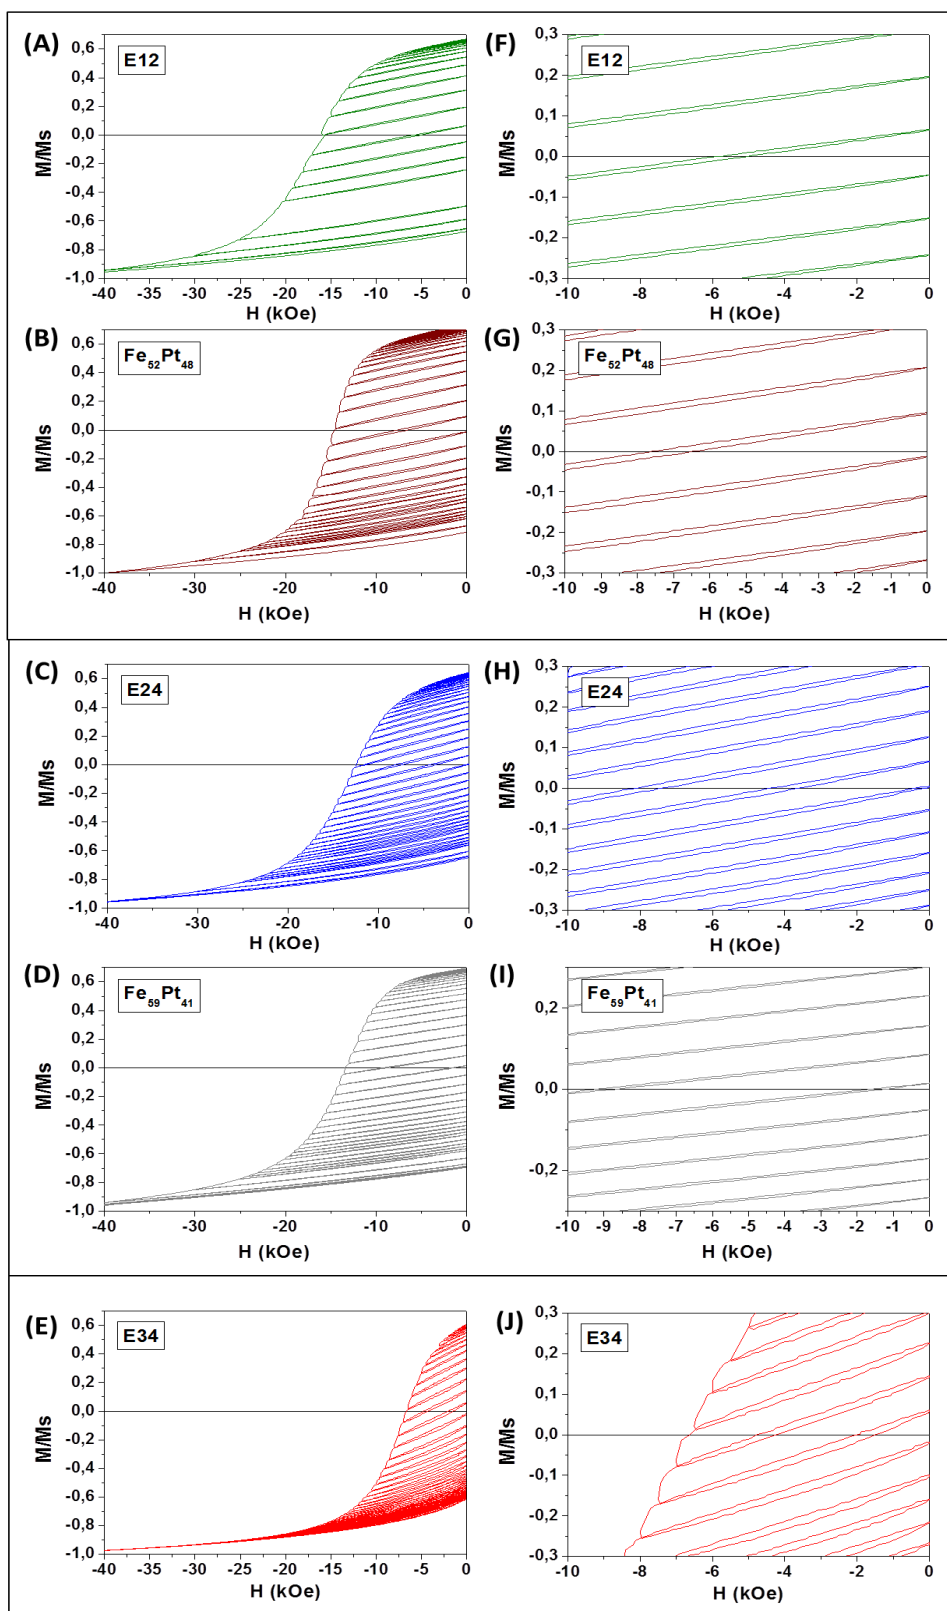 (A)
E12
0,6
0,4
0,2
0,0
-0,2
-0,4
-0,6
-0,8
-1,0
M/Ms
-40 -35 -30 -25 -20 -15 -10 -5 0
H (kOe)
(F)
E12
0,3
0,2
0,1
0,0
-0,1
-0,2
-0,3
M/Ms
-10 -8 -6 -4 -2 0
H (kOe)
(B)
Fe52Pt48
0,6
0,4
0,2
0,0
-0,2
-0,4
-0,6
-0,8
-1,0
M/Ms
-40 -30 -20 -10 0
H (kOe)
(G)
Fe52Pt48
0,3
0,2
0,1
0,0
-0,1
-0,2
-0,3
M/Ms
-10 -9 -8 -7 -6 -5 -4 -2 -1 0
H (kOe)
(C)
E24
0,6
0,4
0,2
0,0
-0,2
-0,4
-0,6
-0,8
-1,0
M/Ms
-40 -30 -20 -10 0
H (kOe)
(H)
E24
0,3
0,2
0,1
0,0
-0,1
-0,2
-0,3
M/Ms
-10 -8 -6 -4 -2 0
H (kOe)
(D)
Fe59Pt41
0,6
0,4
0,2
0,0
-0,2
-0,4
-0,6
-0,8
-1,0
M/Ms
-40 -30 -20 -10 0
H (kOe)
(I)
Fe59Pt41
0,2
0,0
-0,2
M/Ms
-10 -9 -8 -7 -6 -4 -2 -1 0
H (kOe)
(E)
E34
0,6
0,4
0,2
0,0
-0,2
-0,4
-0,6
-0,8
-1,0
M/Ms
-40 -35 -30 -25 -20 -15 -10 -5 0
H (kOe)
(J)
E34
0,3
0,2
0,1
0,0
-0,1
-0,2
-0,3
M/Ms
-10 -8 -6 -4 -2 0
H (kOe)